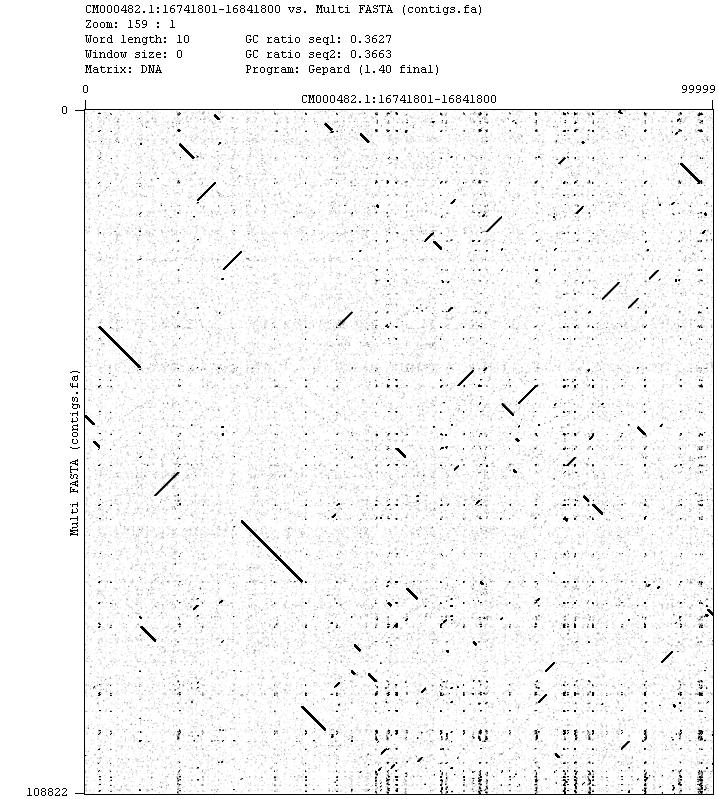 CM000482.1:16741801-16841800 vs. Multi FASTA (contigs.fa)
Zoom: 159 : 1
Word length: 10 GC ratio seq1: 0.3627
Window size: 0 GC ratio seq2: 0.3663
Matrix: DNA Program: Gepard (1.40 final)
0 99999
CM000482.1:16741801-16841800
0
Multi FASTA (contigs.fa)
108822